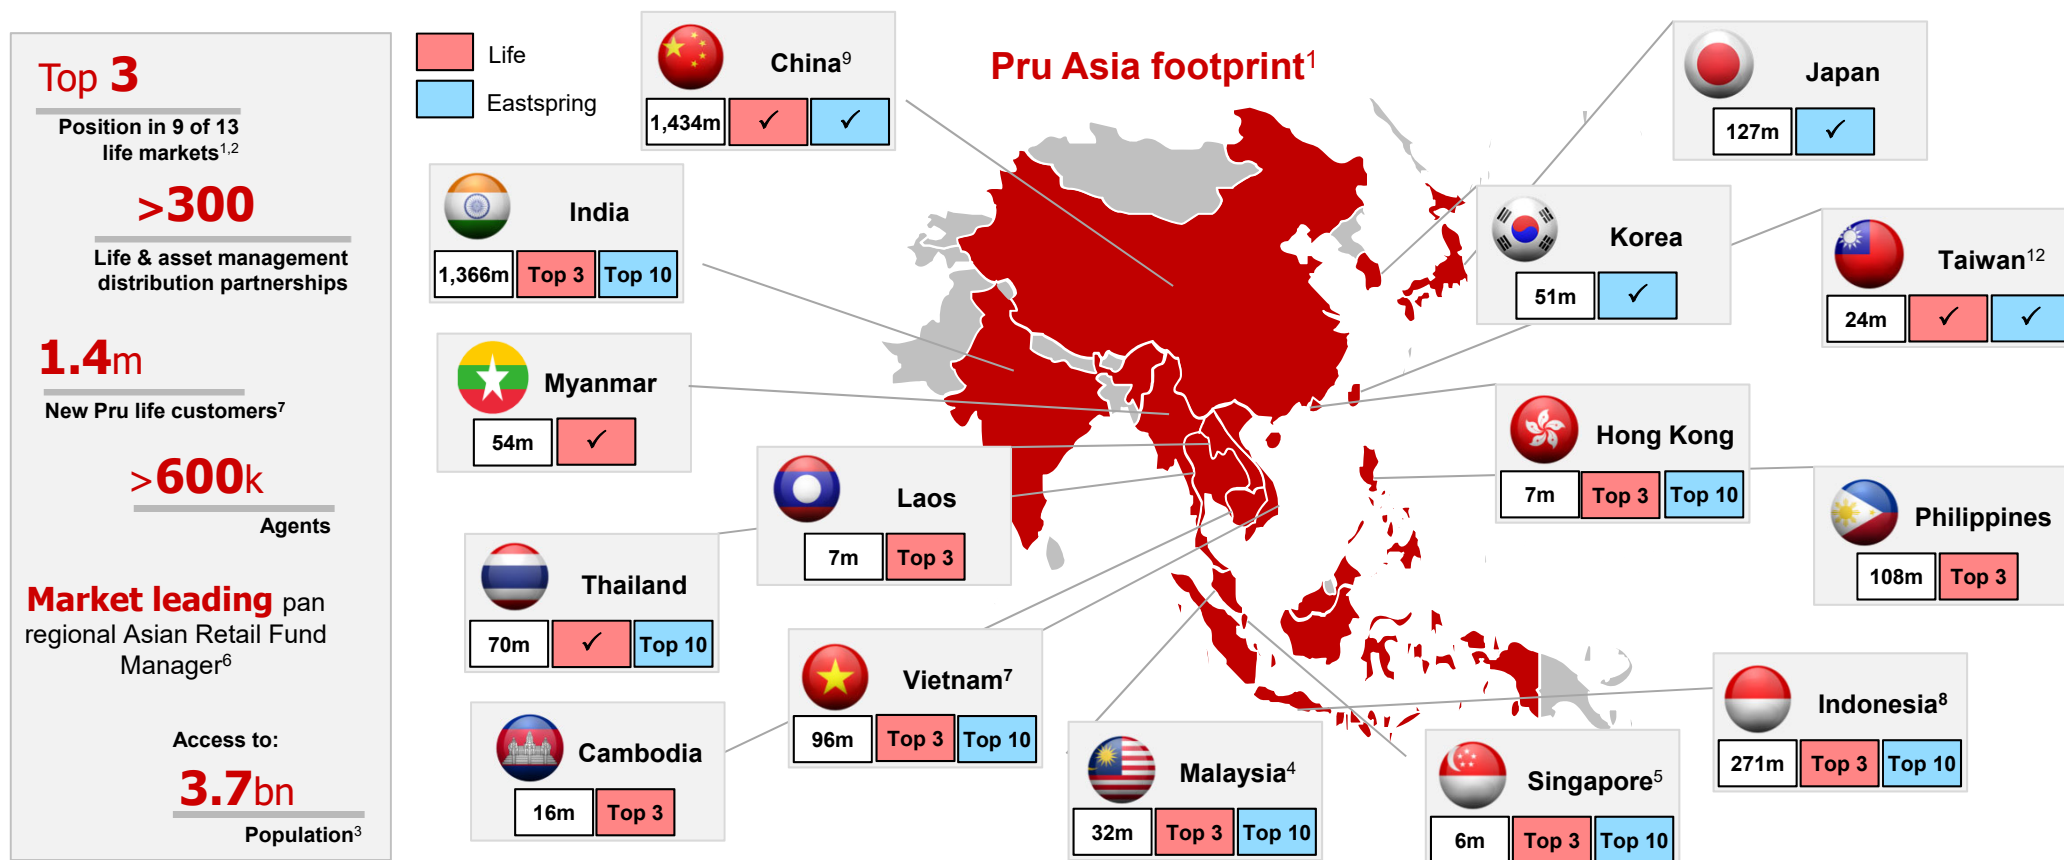 Top 3
Position in 9 of 13
life markets1,2
>300
Life & asset management
distribution partnerships
1.4m
New Pru life customers7
>600k
Agents
Market leading pan
regional Asian Retail Fund
Manager6
Access to:
3.7bn
Population3
Life
Eastspring
Pru Asia footprint1
China9
1,434m ✓ ✓
Japan
127m ✓
India
1,366m Top 3 Top 10
Korea
51m ✓
Taiwan12
24m ✓ ✓
Myanmar
54m ✓
Hong Kong
7m Top 3 Top 10
Laos
7m Top 3
Philippines
108m Top 3
Thailand
70m ✓ Top 10
Vietnam7
96m Top 3 Top 10
Indonesia8
271m Top 3 Top 10
Cambodia
16m Top 3
Malaysia4
32m Top 3 Top 10
Singapore5
6m Top 3 Top 10